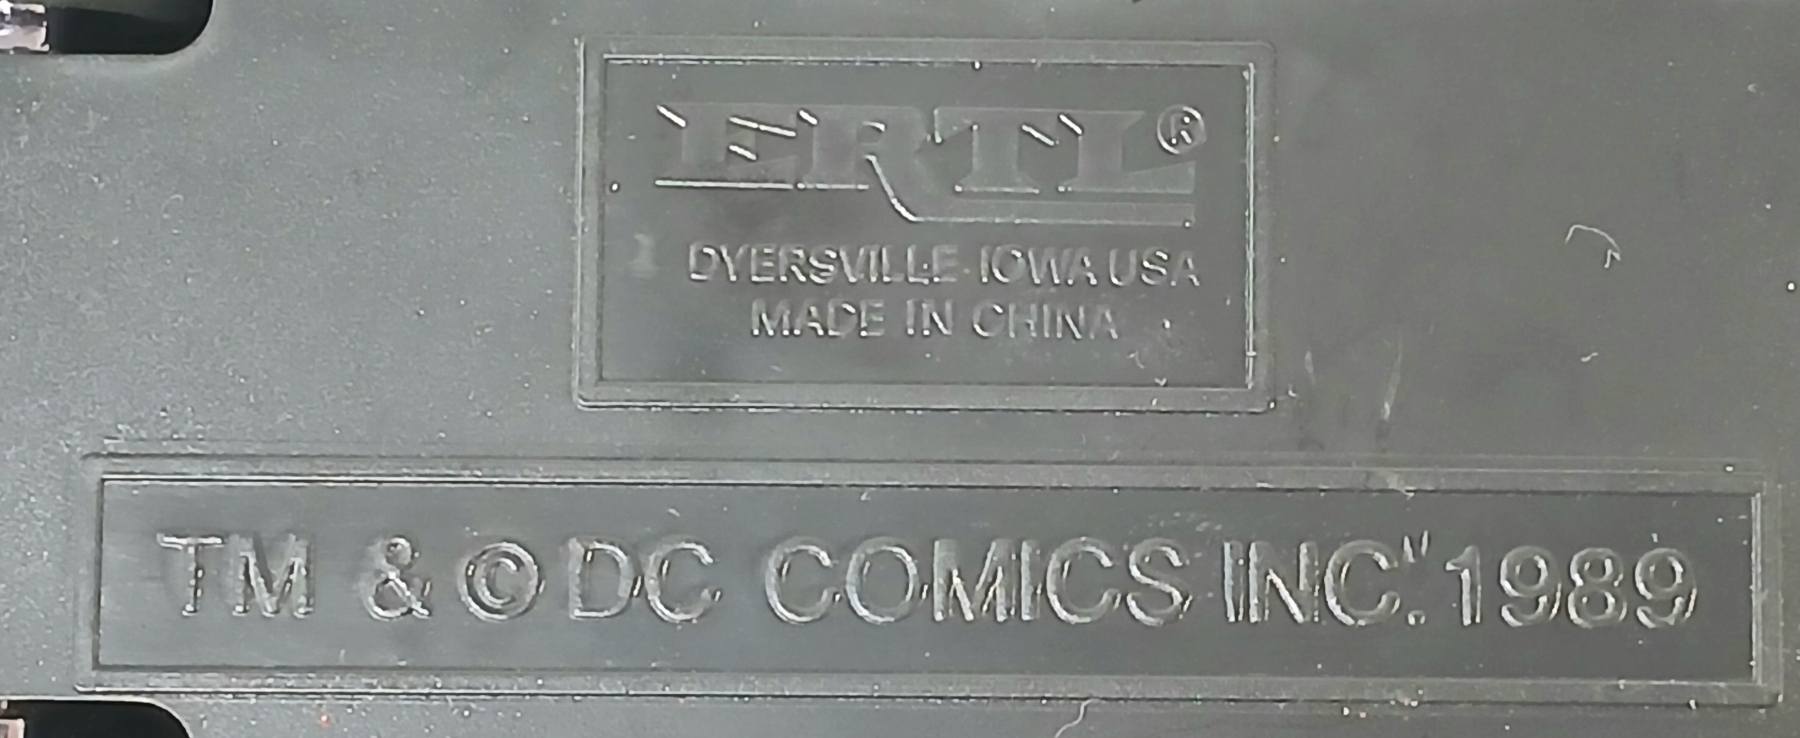 ERTL®
DYERSVILLE IOWA USA
MADE IN CHINA
TM & © DC COMICS INC. 1989